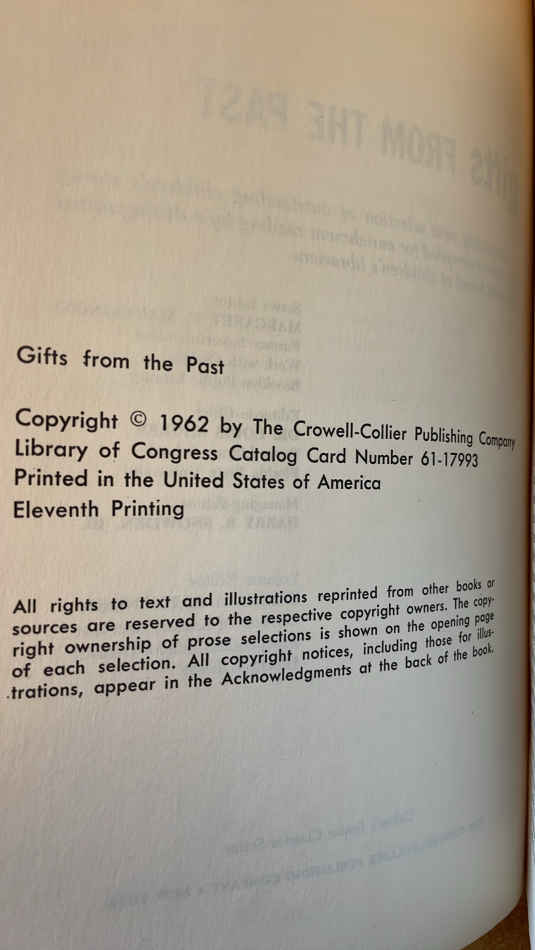 Gifts from the Past
Copyright © 1962 by The Crowell-Collier Publishing Company
Library of Congress Catalog Card Number 61-17993
Printed in the United States of America
Eleventh Printing
All rights to text and illustrations reprinted from other books or
sources are reserved to the respective copyright owners. The copy-
right ownership of prose selections is shown on the opening page
of each selection. All copyright notices, including those for illus-
trations, appear in the Acknowledgments at the back of the book.